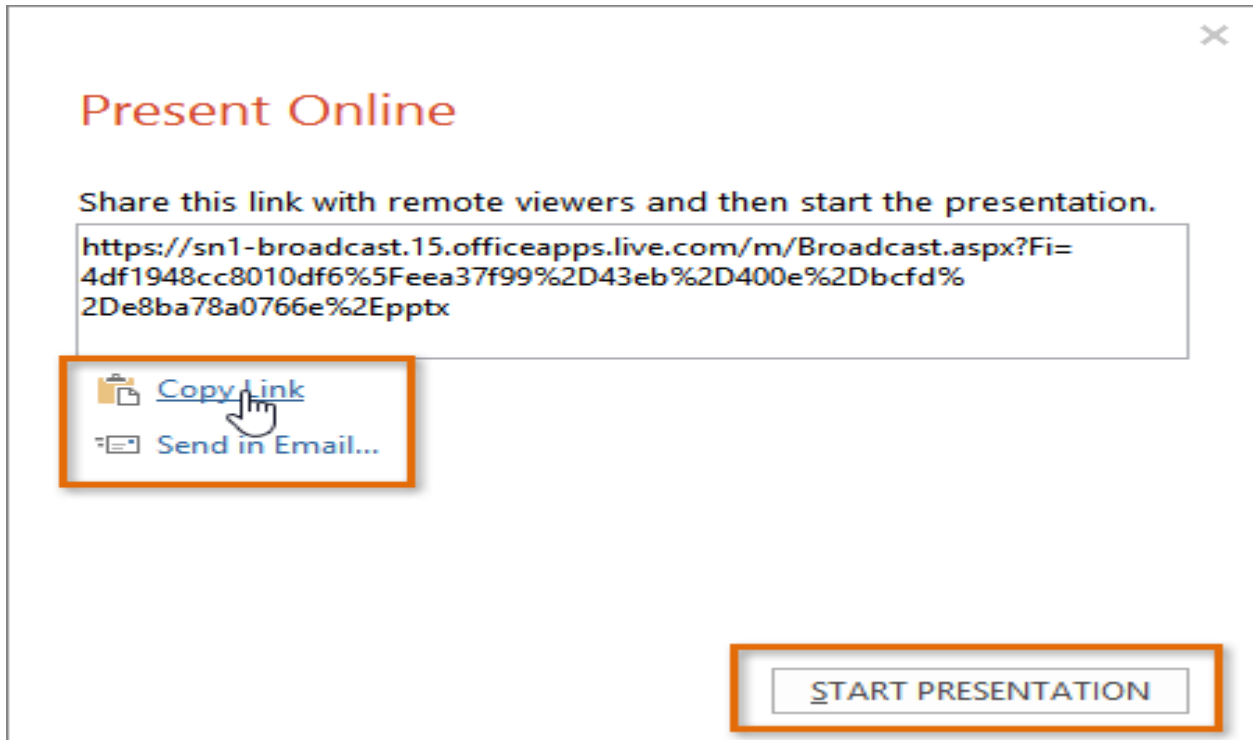 Present Online
Share this link with remote viewers and then start the presentation.
https://sn1-broadcast.15.officeapps.live.com/m/Broadcast.aspx?Fi=
4df1948cc8010df6%5Feea37f99%2D43eb%2D400e%2Dbcfd%
2De8ba78a0766e%2Epptx
Copy Link
Send in Email...
START PRESENTATION